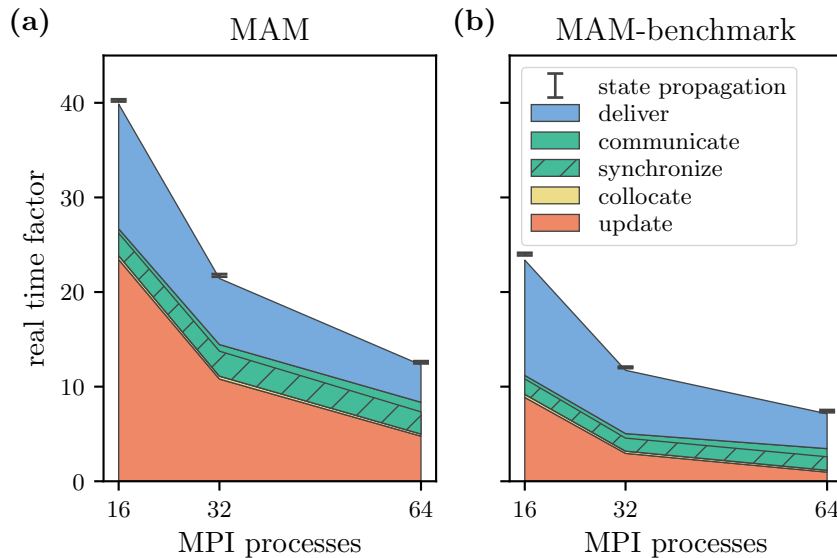 (a)
MAM
(b)
MAM-benchmark
real time factor
40
30
20
10
0
16
32
64
MPI processes
state propagation
deliver
communicate
synchronize
collocate
update
16
32
64
MPI processes